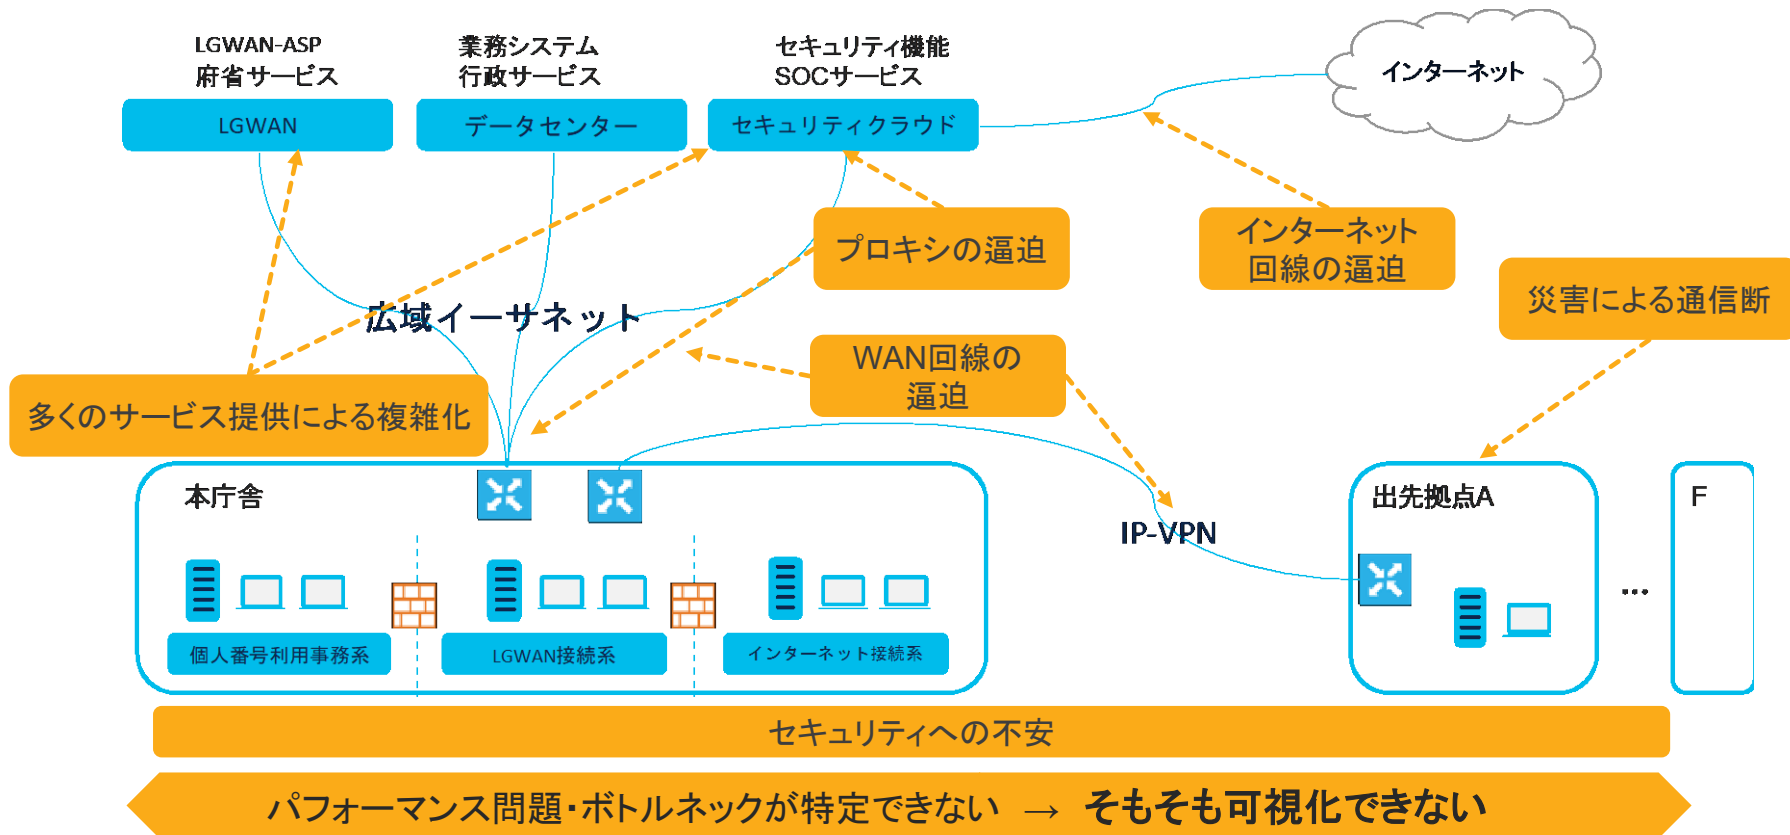 LGWAN-ASP
府省サービス
業務システム
行政サービス
セキュリティ機能
SOCサービス
インターネット
LGWAN
データセンター
セキュリティクラウド
プロキシの逼迫
インターネット
回線の逼迫
広域イーサネット
災害による通信断
WAN回線の
逼迫
多くのサービス提供による複雑化
本庁舎
出先拠点A
F
IP-VPN
...
個人番号利用事務系
LGWAN接続系
インターネット接続系
セキュリティへの不安
パフォーマンス問題・ボトルネックが特定できない → そもそも可視化できない